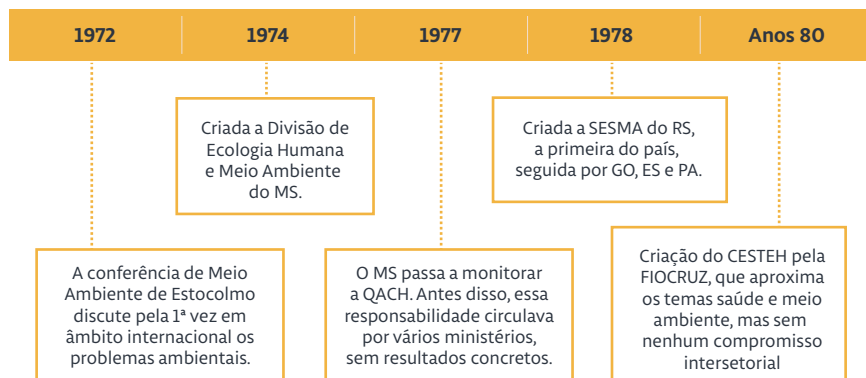 1972
1974
1977
1978
Anos 80
Criada a Divisão de
Ecologia Humana
e Meio Ambiente
do MS.
Criada a SESMA do RS,
a primeira do país,
seguida por GO, ES e PA.
A conferência de Meio
Ambiente de Estocolmo
discute pela 1ª vez em
âmbito internacional os
problemas ambientais.
O MS passa a monitorar
a QACH. Antes disso, essa
responsabilidade circulava
por vários ministérios,
sem resultados concretos.
Criação do CESTEH pela
FIOCRUZ, que aproxima
os temas saúde e meio
ambiente, mas sem
nenhum compromisso
intersetorial